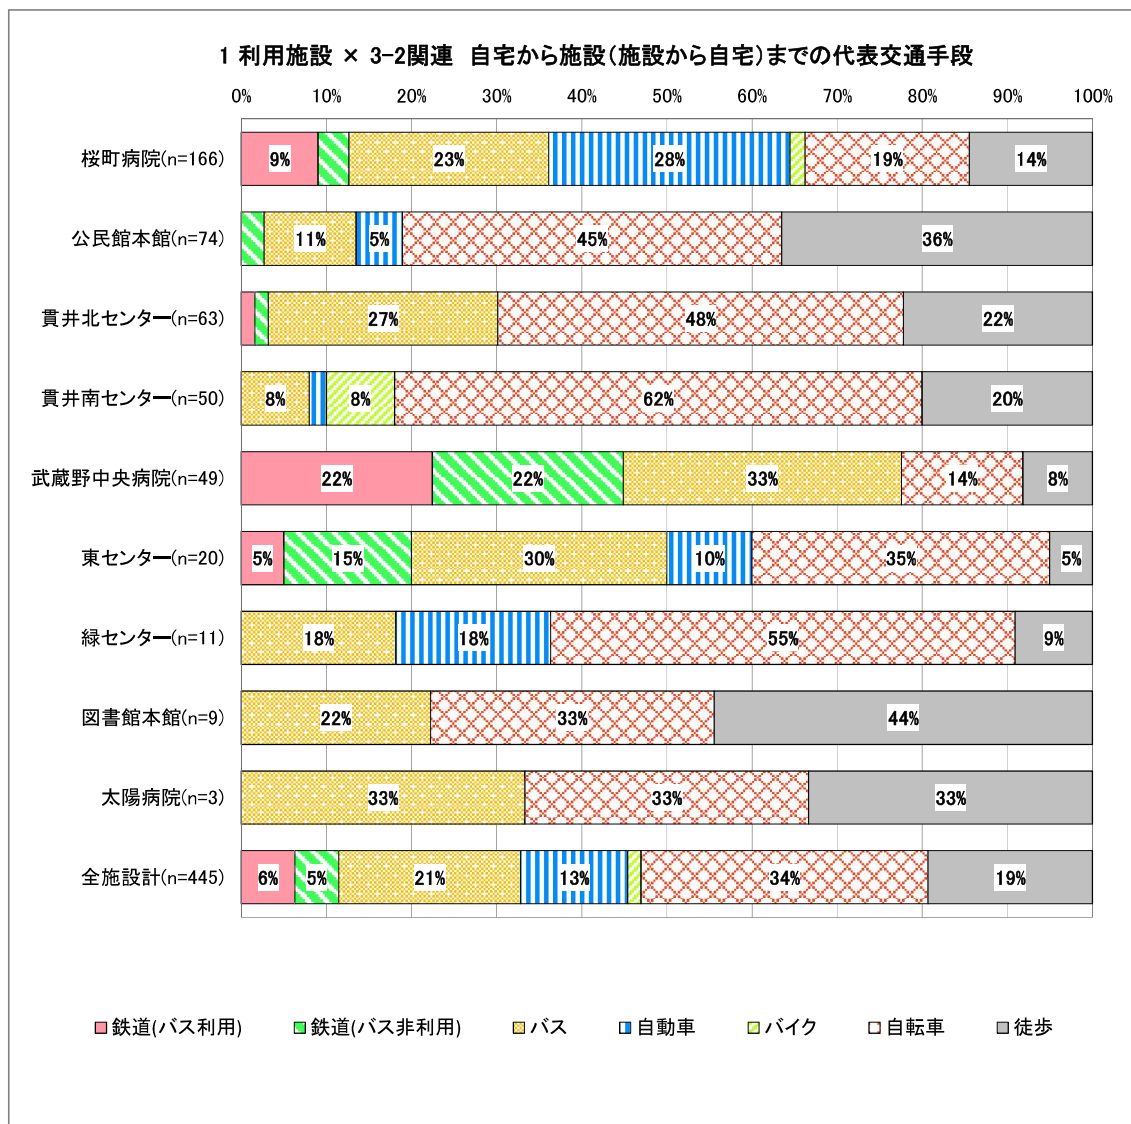 1 利用施設 × 3-2関連 自宅から施設(施設から自宅)までの代表交通手段
0% 10% 20% 30% 40% 50% 60% 70% 80% 90% 100%
桜町病院(n=166) 9% 23% 28% 19% 14%
公民館本館(n=74) 11% 5% 45% 36%
貫井北センター(n=63) 27% 48% 22%
貫井南センター(n=50) 8% 8% 62% 20%
武蔵野中央病院(n=49) 22% 22% 33% 14% 8%
東センター(n=20) 5% 15% 30% 10% 35% 5%
緑センター(n=11) 18% 18% 55% 9%
図書館本館(n=9) 22% 33% 44%
太陽病院(n=3) 33% 33% 33%
全施設計(n=445) 6% 5% 21% 13% 34% 19%
鉄道(バス利用) 鉄道(バス非利用) バス 自動車 バイク 自転車 徒歩